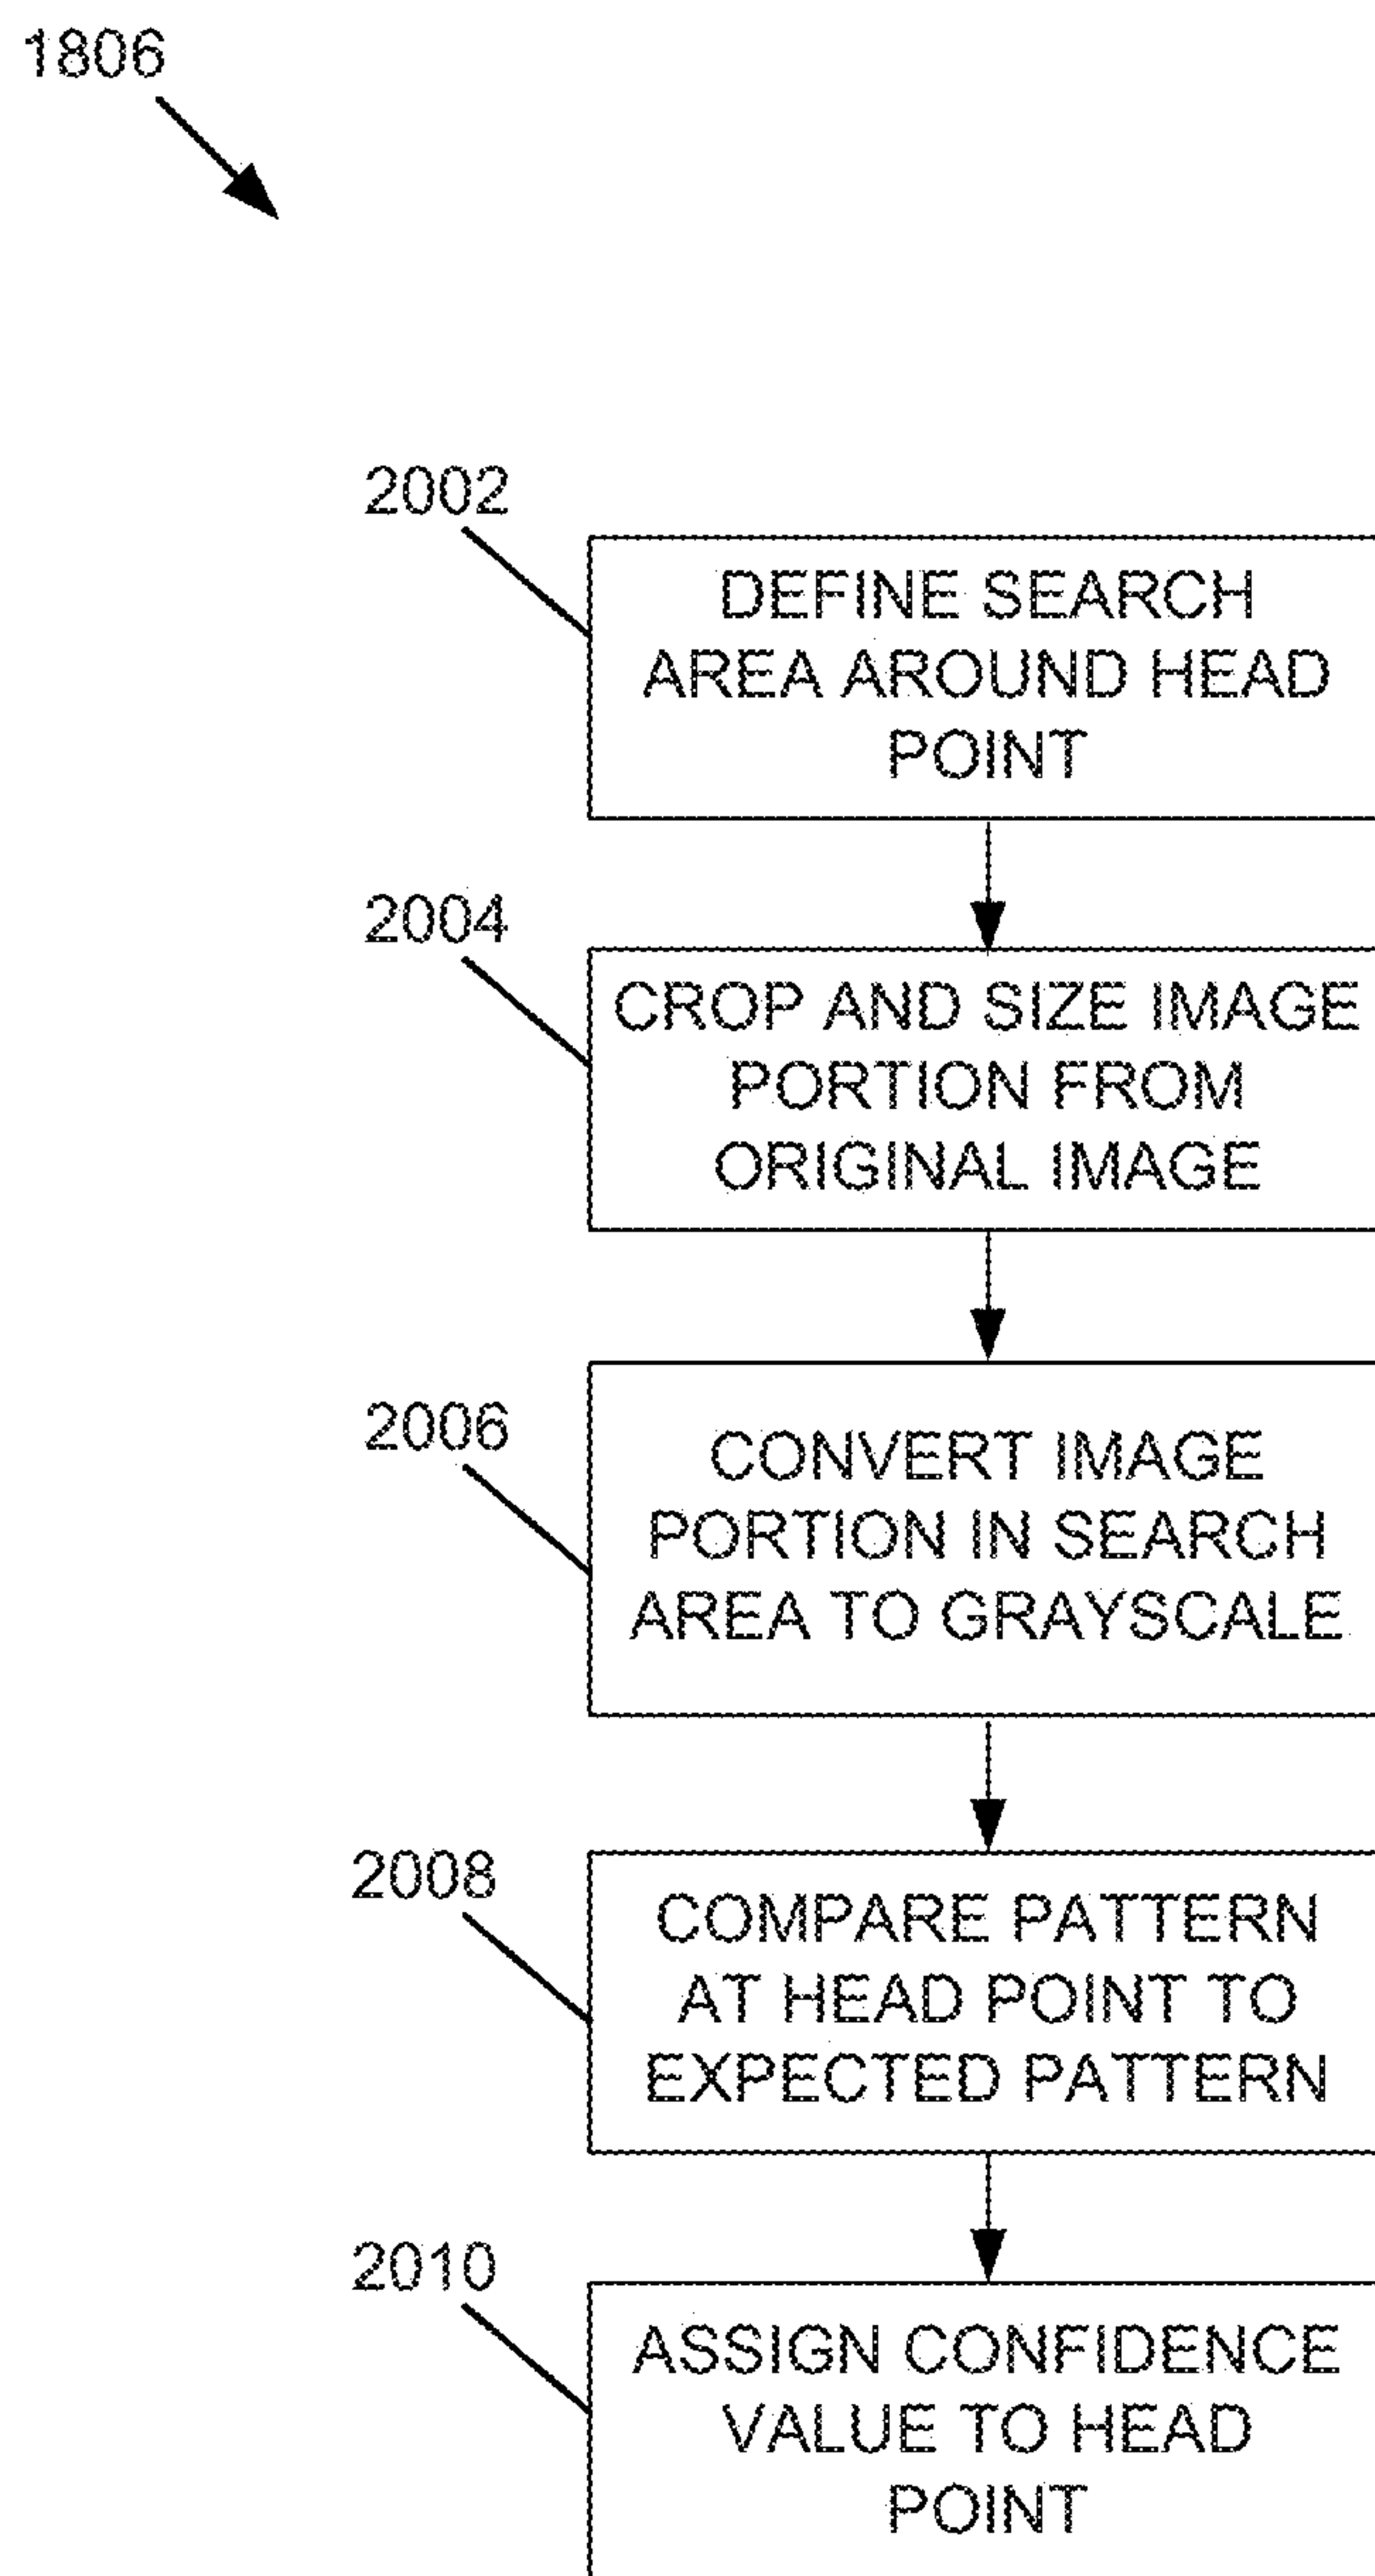 1806
2002
DEFINE SEARCH
AREA AROUND HEAD
POINT
2004
CROP AND SIZE IMAGE
PORTION FROM
ORIGINAL IMAGE
2006
CONVERT IMAGE
PORTION IN SEARCH
AREA TO GRAYSCALE
2008
COMPARE PATTERN
AT HEAD POINT TO
EXPECTED PATTERN
2010
ASSIGN CONFIDENCE
VALUE TO HEAD
POINT